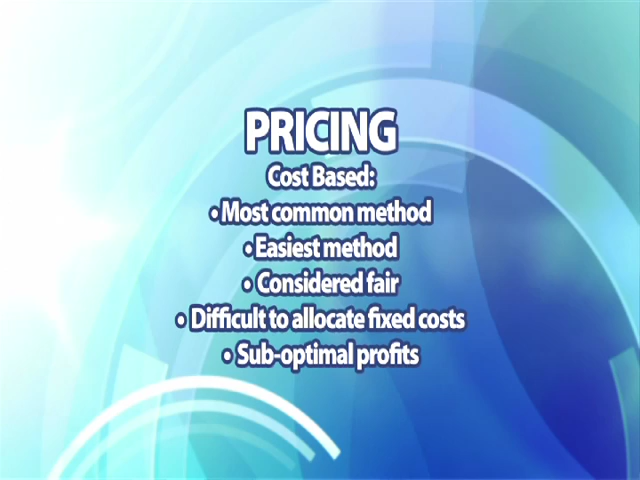 PRICING
Cost Based:
• Most common method
• Easiest method
• Considered fair
• Difficult to allocate fixed costs
• Sub-optimal profits